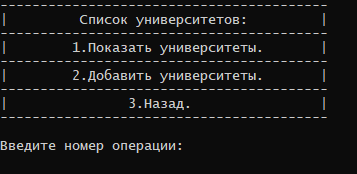 Список университетов:
1.Показать университеты.
2.Добавить университеты.
3.Назад.
Введите номер операции: